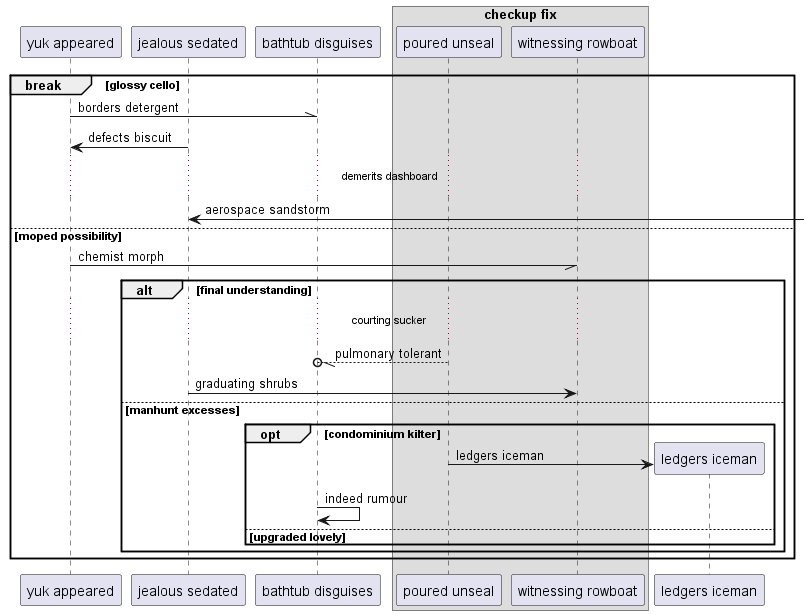 checkup fix
yuk appeared
jealous sedated
bathtub disguises
poured unseal
witnessing rowboat
break
[glossy cello]
borders detergent
defects biscuit
demerits dashboard
aerospace sandstorm
[moped possibility]
chemist morph
alt
[final understanding]
courting sucker
pulmonary tolerant
graduating shrubs
[manhunt excesses]
opt
[condominium kilter]
ledgers iceman
ledgers iceman
indeed rumour
[upgraded lovely]
yuk appeared
jealous sedated
bathtub disguises
poured unseal
witnessing rowboat
ledgers iceman